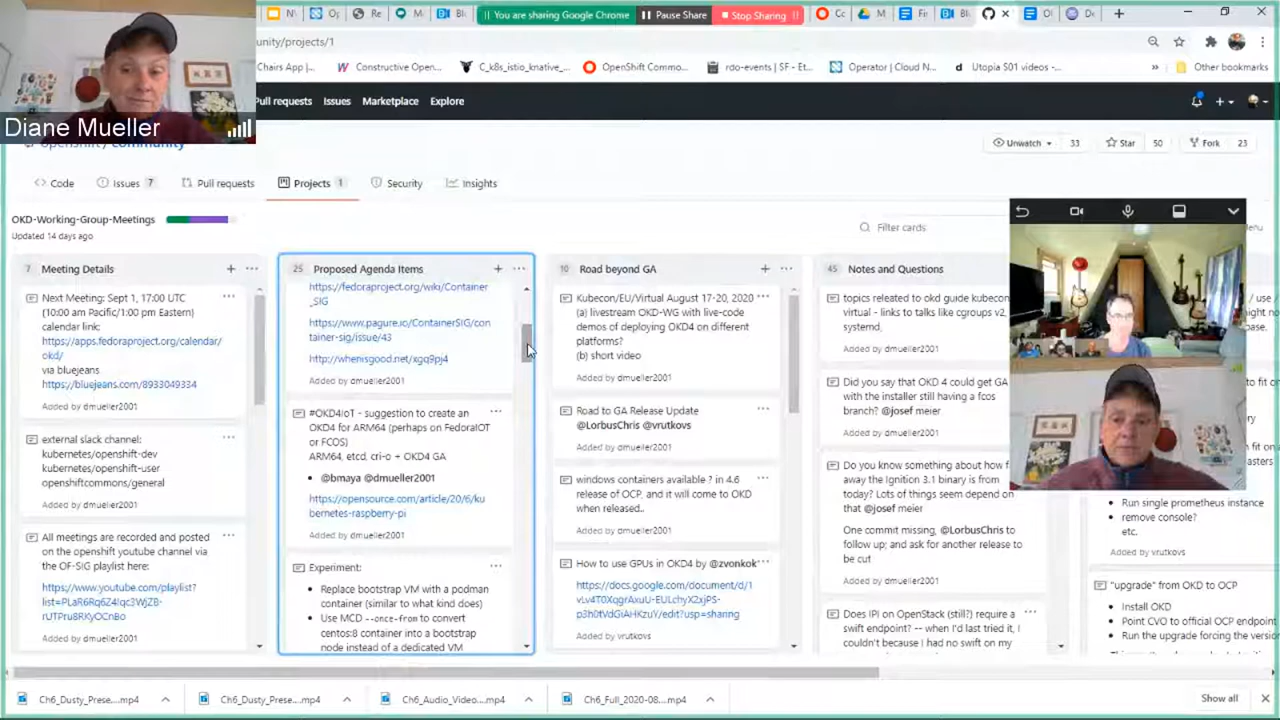 You are sharing Google Chrome
Pause Share
Stop Sharing
unity/projects/1
Chairs App |...
Constructive Open...
C_k8s_istio_knative_...
OpenShift Commo...
rdo-events | $F - Et...
Operator | Cloud N...
Utopia S01 videos -...
Other bookmarks
Diane Mueller
Pull requests
Issues
Marketplace
Explore
Unwatch 33
Star 50
Fork 23
Code
Issues 7
Pull requests
Projects 1
Security
Insights
OKD-Working-Group-Meetings
Updated 14 days ago
Filter cards
7 Meeting Details
Next Meeting: Sept 1, 17:00 UTC
(10:00 am Pacific/1:00 pm Eastern)
calendar link:
https://apps.fedoraproject.org/calendar/
okd/
via bluejeans
https://bluejeans.com/8933049334
Added by dmueller2001
external slack channel:
kubernetes/openshift-dev
kubernetes/openshift-user
openshiftcommons/general
Added by dmueller2001
All meetings are recorded and posted
on the openshift youtube channel via
the OF-SIG playlist here:
https://www.youtube.com/playlist?
Added by dmueller2001
25 Proposed Agenda Items
https://fedoraproject.org/wiki/Container
_SIG
https://www.pagure.io/ContainerSIG/con
tainer-sig/issue/43
http://whenisgood.net/xgq9pj4
Added by dmueller2001
#OKD4IoT - suggestion to create an
OKD4 for ARM64 (perhaps on FedoraIOT
or FCOS)
ARM64, etcd, cri-o + OKD4 GA
• @bmaya @dmueller2001
https://opensource.com/article/20/6/ku
bernetes-raspberry-pi
Added by dmueller2001
Experiment:
• Replace bootstrap VM with a podman
container (similar to what kind does)
• Use MCD --once-from to convert
centos:8 container into a bootstrap
node instead of a dedicated VM
10 Road beyond GA
Kubecon/EU/Virtual August 17-20, 2020
(a) livestream OKD-WG with live-code
demos of deploying OKD4 on different
platforms?
(b) short video
Added by dmueller2001
Road to GA Release Update
@LorbusChris @vrutkovs
Added by dmueller2001
windows containers available ? in 4.6
release of OCP, and it will come to OKD
when released..
Added by dmueller2001
How to use GPUs in OKD4 by @zvonkok
https://docs.google.com/document/d/1
Added by vrutkovs
45 Notes and Questions
topics releated to okd guide kubecon
virtual - links to talks like cgroups v2,
systemd,
Added by dmueller2001
Did you say that OKD 4 could get GA
with the installer still having a fcos
branch? @josef meier
Added by dmueller2001
Do you know something about how f
away the Ignition 3.1 binary is from
today? Lots of things seem depend on
that @josef meier
One commit missing, @LorbusChris to
follow up; and ask for another release to
be cut
Added by dmueller2001
Does IPI on OpenStack (still?) require a
swift endpoint? -- when I'd last tried it, I
couldn't because I had no swift on my
• Run single prometheus instance
• remove console?
etc.
Added by vrutkovs
"upgrade" from OKD to OCP
• Install OKD
• Point CVO to official OCP endpoint
• Run the upgrade forcing the version
Ch6_Dusty_Prese....mp4
Ch6_Dusty_Prese....mp4
Ch6_Audio_Video....mp4
Ch6_Full_2020-08....mp4
Show all